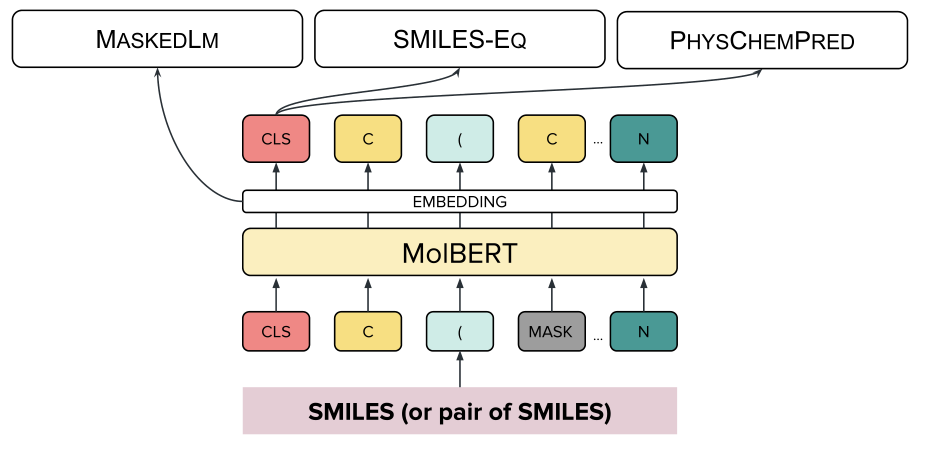 MASKEDLM SMILES-EQ PHYSCHEMPRED
CLS C ( C ... N
EMBEDDING
MolBERT
CLS C ( MASK ... N
SMILES (or pair of SMILES)